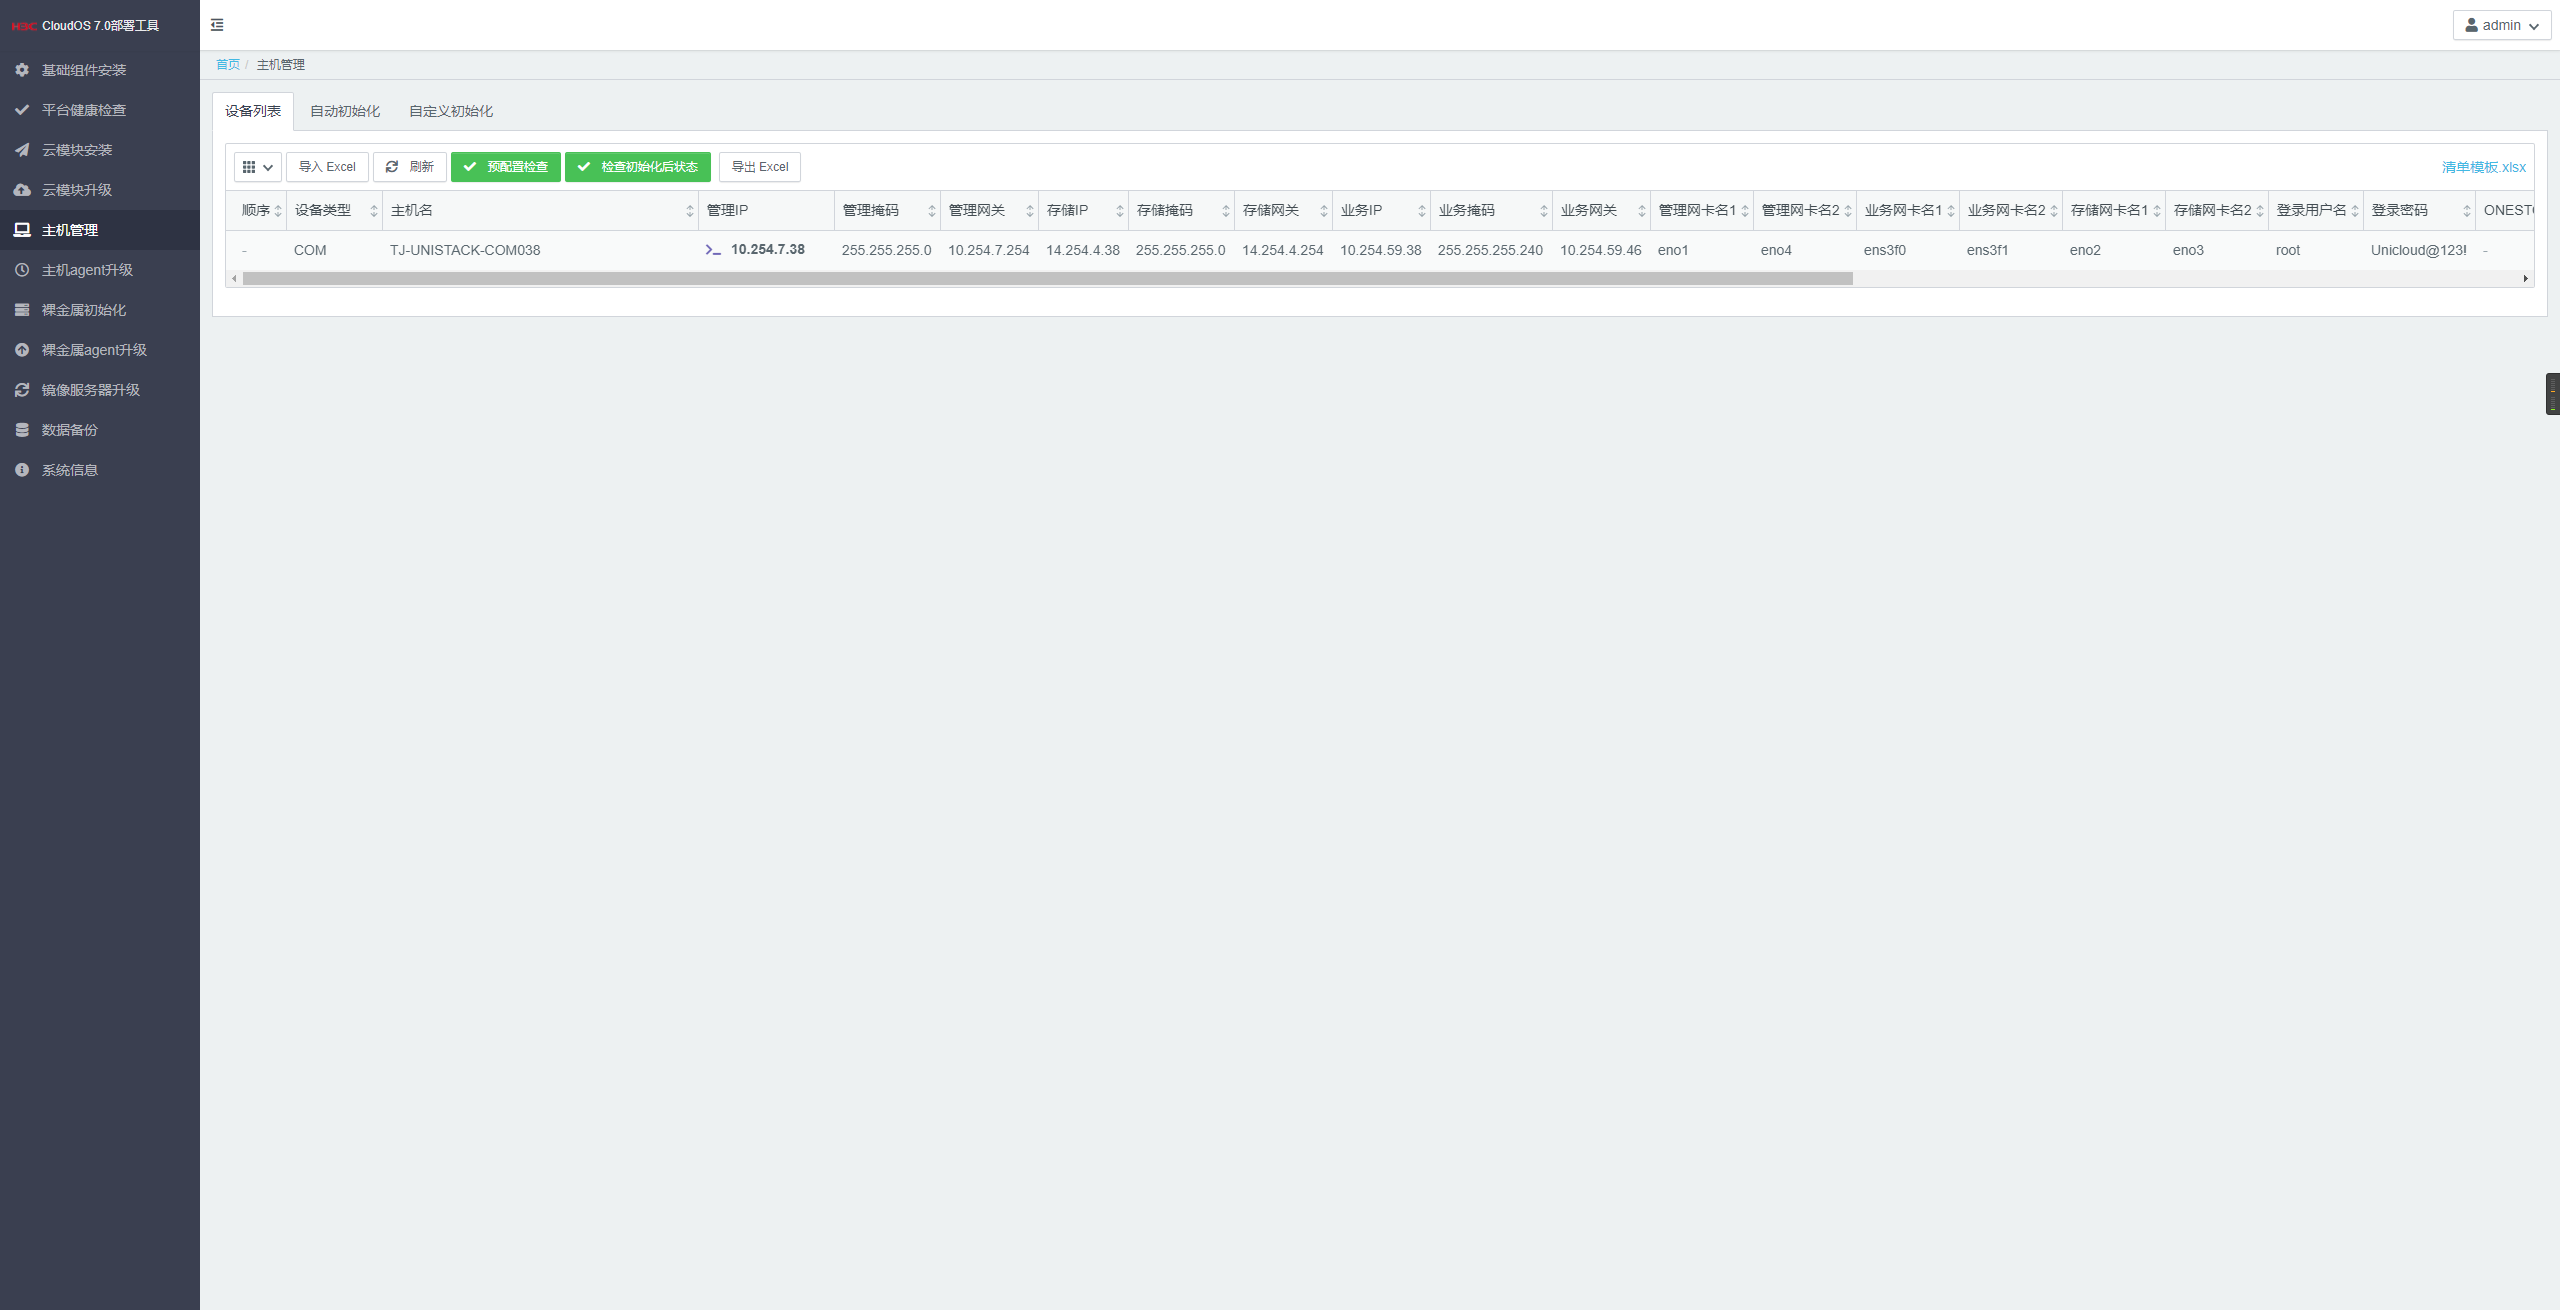 H3C CloudOS 7.0部署工具
admin
基础组件安装
平台健康检查
云模块安装
云模块升级
主机管理
主机agent升级
裸金属初始化
裸金属agent升级
镜像服务器升级
数据备份
系统信息
首页 / 主机管理
设备列表 自动初始化 自定义初始化
导入 Excel 刷新 预配置检查 检查初始化后状态 导出 Excel 清单模板.xlsx
顺序 设备类型 主机名 管理IP 管理掩码 管理网关 存储IP 存储掩码 存储网关 业务IP 业务掩码 业务网关 管理网卡名1 管理网卡名2 业务网卡名1 业务网卡名2 存储网卡名1 存储网卡名2 登录用户名 登录密码 ONEST
- COM TJ-UNISTACK-COM038 10.254.7.38 255.255.255.0 10.254.7.254 14.254.4.38 255.255.255.0 14.254.4.254 10.254.59.38 255.255.255.240 10.254.59.46 eno1 eno4 ens3f0 ens3f1 eno2 eno3 root Unicloud@123! -